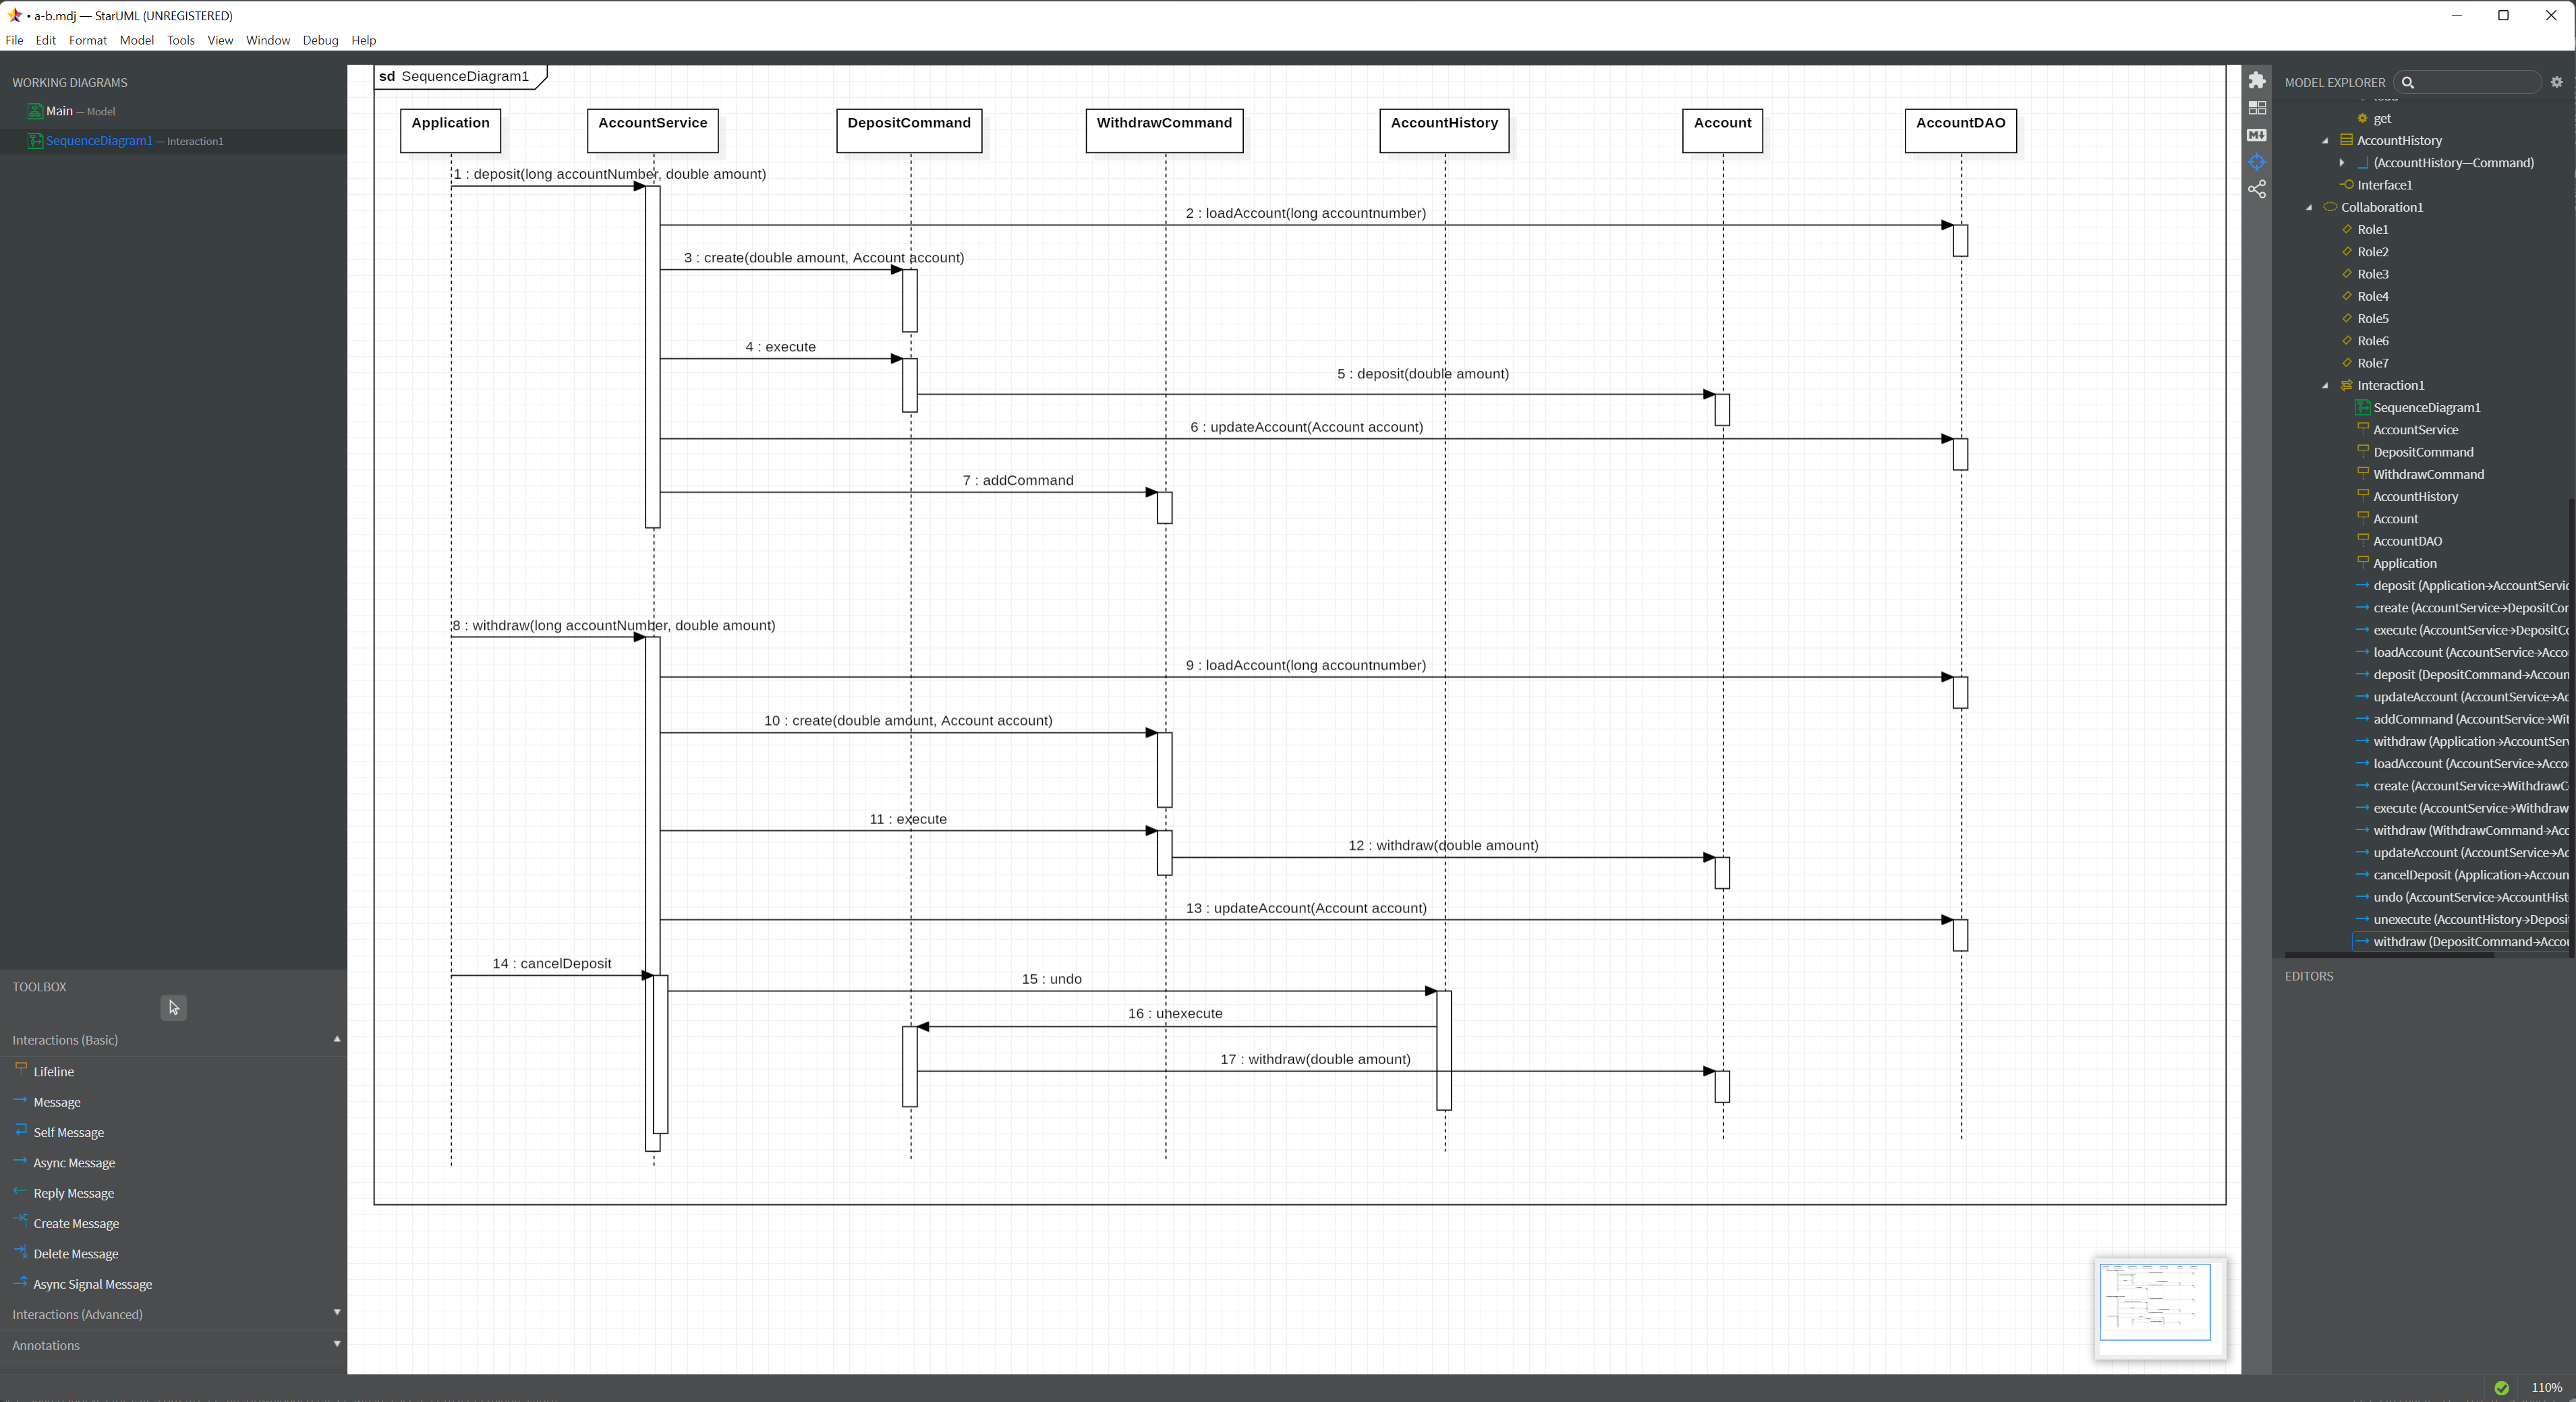 • a-b.mdj — StarUML (UNREGISTERED)
File Edit Format Model Tools View Window Debug Help
WORKING DIAGRAMS
Main — Model
SequenceDiagram1 — Interaction1
TOOLBOX
Interactions (Basic)
Lifeline
Message
Self Message
Async Message
Reply Message
Create Message
Delete Message
Async Signal Message
Interactions (Advanced)
Annotations
sd SequenceDiagram1
Application AccountService DepositCommand WithdrawCommand AccountHistory Account AccountDAO
1 : deposit(long accountNumber, double amount)
2 : loadAccount(long accountnumber)
3 : create(double amount, Account account)
4 : execute
5 : deposit(double amount)
6 : updateAccount(Account account)
7 : addCommand
8 : withdraw(long accountNumber, double amount)
9 : loadAccount(long accountnumber)
10 : create(double amount, Account account)
11 : execute
12 : withdraw(double amount)
13 : updateAccount(Account account)
14 : cancelDeposit
15 : undo
16 : unexecute
17 : withdraw(double amount)
MODEL EXPLORER
get
AccountHistory
(AccountHistory—Command)
Interface1
Collaboration1
Role1
Role2
Role3
Role4
Role5
Role6
Role7
Interaction1
SequenceDiagram1
AccountService
DepositCommand
WithdrawCommand
AccountHistory
Account
AccountDAO
Application
deposit (Application→AccountServic
create (AccountService→DepositCor
execute (AccountService→DepositCo
loadAccount (AccountService→Acco
deposit (DepositCommand→Accoun
updateAccount (AccountService→Ac
addCommand (AccountService→Wit
withdraw (Application→AccountServ
loadAccount (AccountService→Acco
create (AccountService→WithdrawC
execute (AccountService→Withdraw
withdraw (WithdrawCommand→Acc
updateAccount (AccountService→Ac
cancelDeposit (Application→Accoun
undo (AccountService→AccountHist
unexecute (AccountHistory→Deposi
withdraw (DepositCommand→Accou
EDITORS
110%